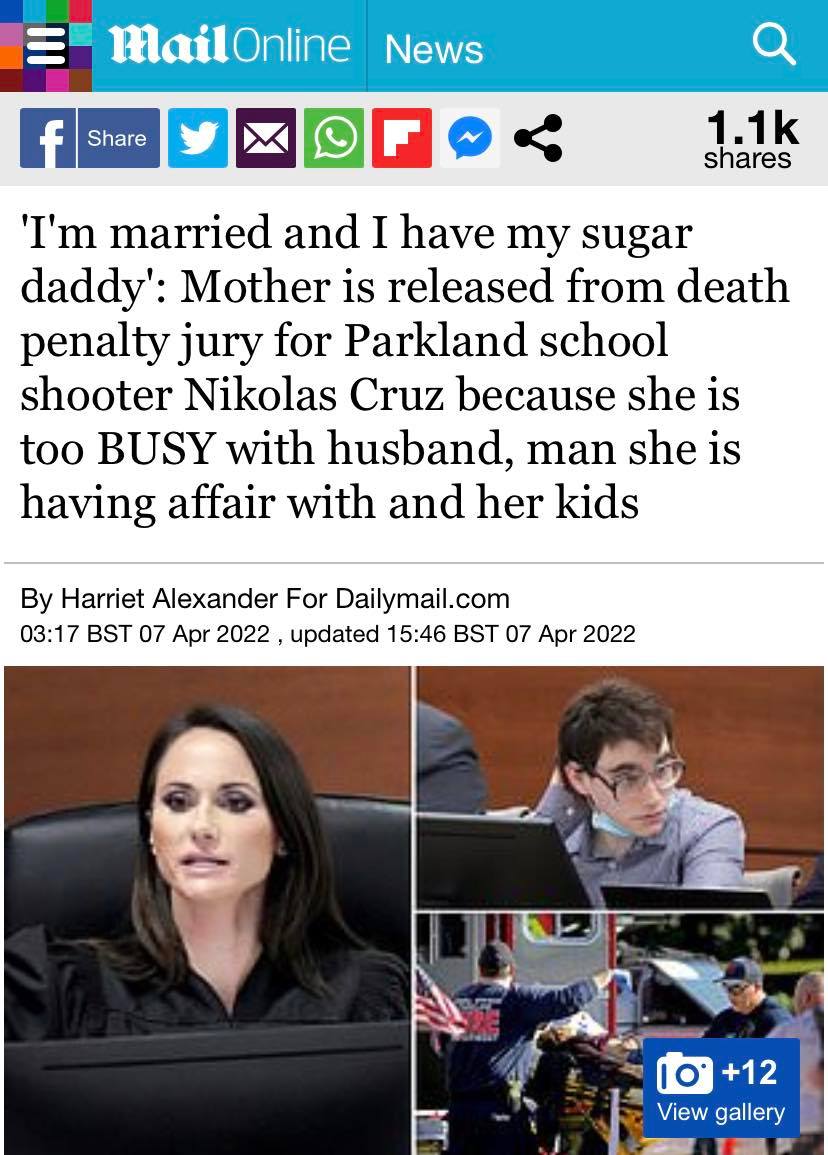 Mail Online News
Share
1.1k
shares
'I'm married and I have my sugar
daddy': Mother is released from death
penalty jury for Parkland school
shooter Nikolas Cruz because she is
too BUSY with husband, man she is
having affair with and her kids
By Harriet Alexander For Dailymail.com
03:17 BST 07 Apr 2022 , updated 15:46 BST 07 Apr 2022
+12
View gallery